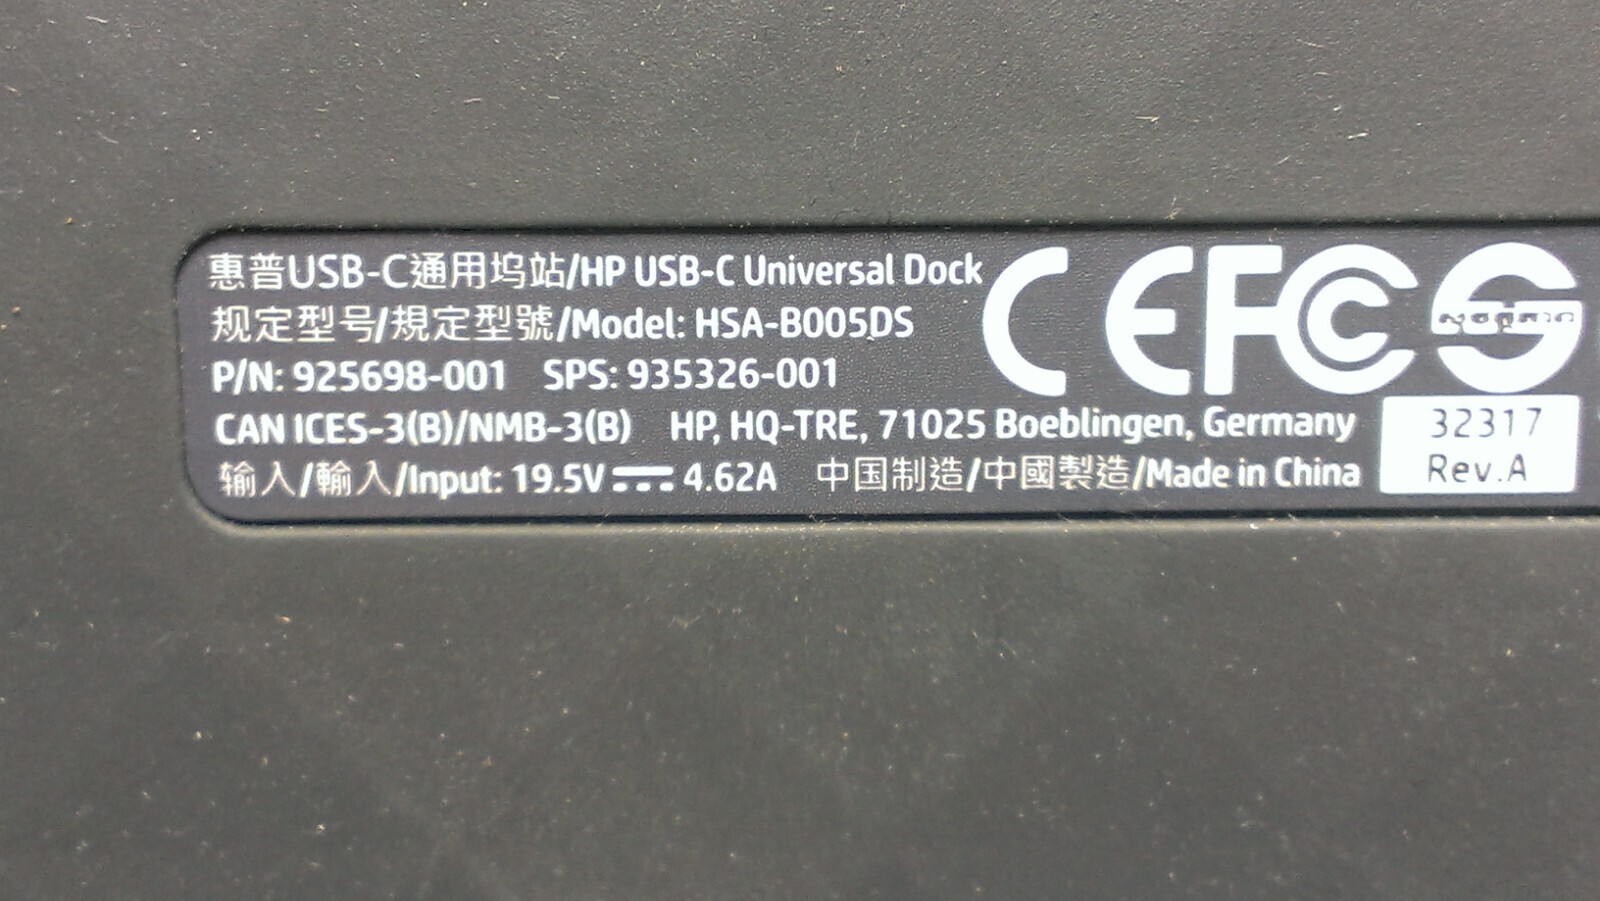 惠普USB-C通用坞站/HP USB-C Universal Dock
规定型号/規定型號/Model: HSA-B005DS
P/N: 925698-001 SPS: 935326-001
CAN ICES-3(B)/NMB-3(B) HP, HQ-TRE, 71025 Boeblingen, Germany
输入/輸入/Input: 19.5V⎓4.62A 中国制造/中國製造/Made in China
CE FC
32317
Rev.A